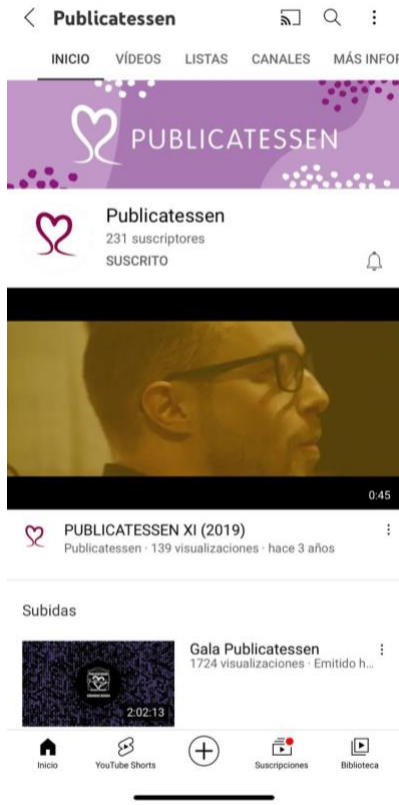 Publicatessen
INICIO VÍDEOS LISTAS CANALES MÁS INFOR
PUBLICATESSEN
Publicatessen
231 suscriptores
SUSCRITO
0:45
PUBLICATESSEN XI (2019)
Publicatessen · 139 visualizaciones · hace 3 años
Subidas
Gala Publicatessen
1724 visualizaciones · Emitido h...
2:02:13
Inicio YouTube Shorts Suscripciones Biblioteca